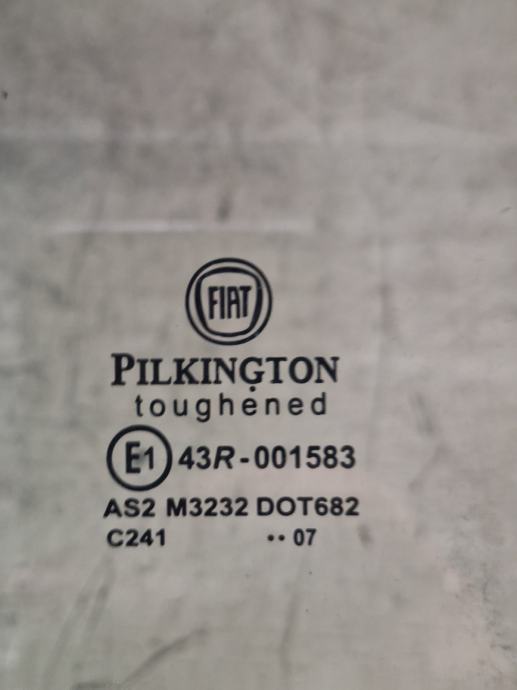 FIAT
PILKINGTON
toughened
E1 43R-001583
AS2 M3232 DOT682
C241 •• 07